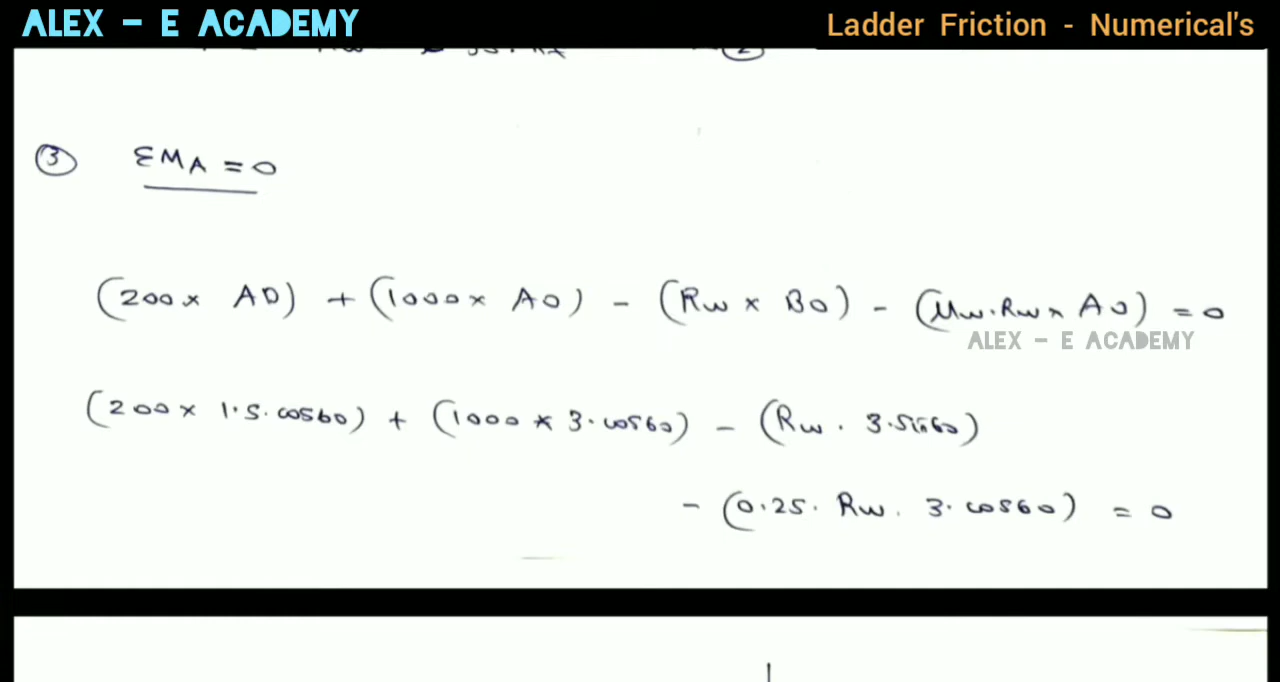 ALEX - E ACADEMY
Ladder Friction - Numerical's
③ ΣMA = 0
(200 x AD) + (1000 x AO) - (Rw x BO) - (μw.Rw x AO) = 0
ALEX - E ACADEMY
(200 x 1.5.cos60) + (1000 x 3.cos60) - (Rw . 3.sin60)
- (0.25. Rw. 3.cos60) = 0